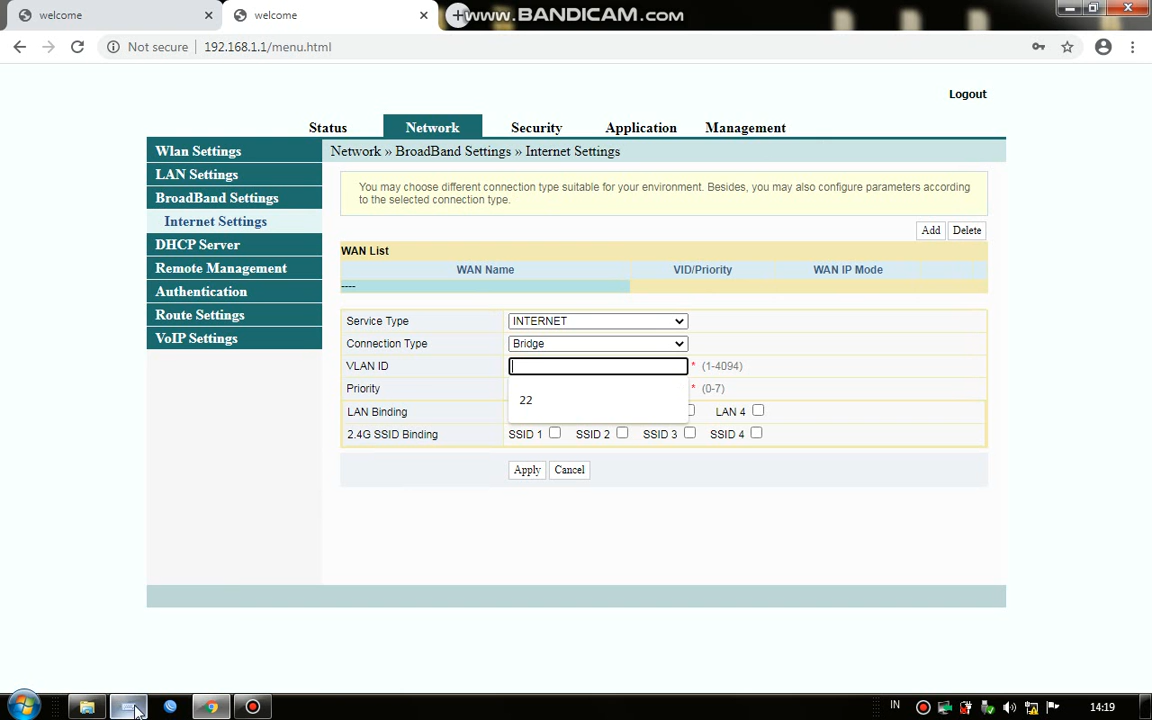 welcome
welcome
www.BANDICAM.com
Not secure
192.168.1.1/menu.html
Logout
Status
Network
Security
Application
Management
Wlan Settings
LAN Settings
BroadBand Settings
Internet Settings
DHCP Server
Remote Management
Authentication
Route Settings
VoIP Settings
Network » BroadBand Settings » Internet Settings
You may choose different connection type suitable for your environment. Besides, you may also configure parameters according
to the selected connection type.
Add
Delete
WAN List
WAN Name
VID/Priority
WAN IP Mode
----
Service Type
INTERNET
Connection Type
Bridge
VLAN ID
* (1-4094)
22
Priority
* (0-7)
LAN Binding
LAN 4
2.4G SSID Binding
SSID 1
SSID 2
SSID 3
SSID 4
Apply
Cancel
IN
14:19